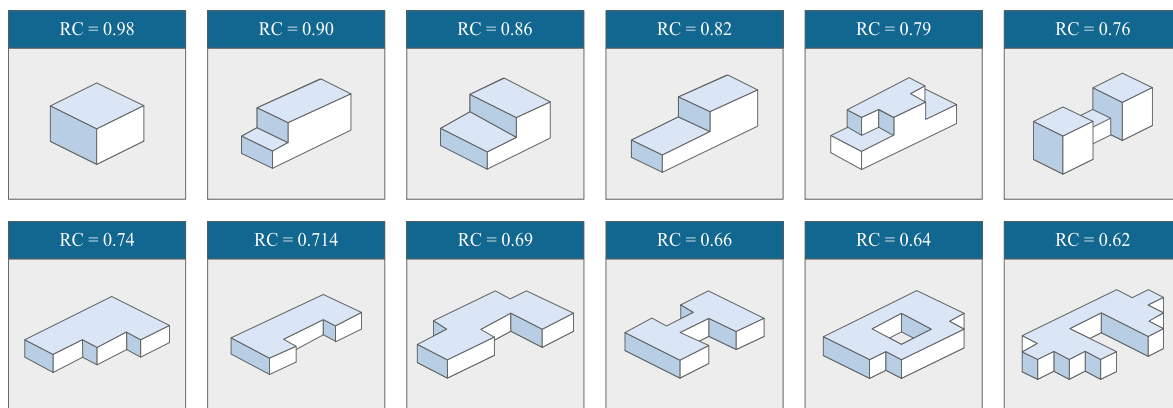 RC = 0.98
RC = 0.90
RC = 0.86
RC = 0.82
RC = 0.79
RC = 0.76
RC = 0.74
RC = 0.714
RC = 0.69
RC = 0.66
RC = 0.64
RC = 0.62